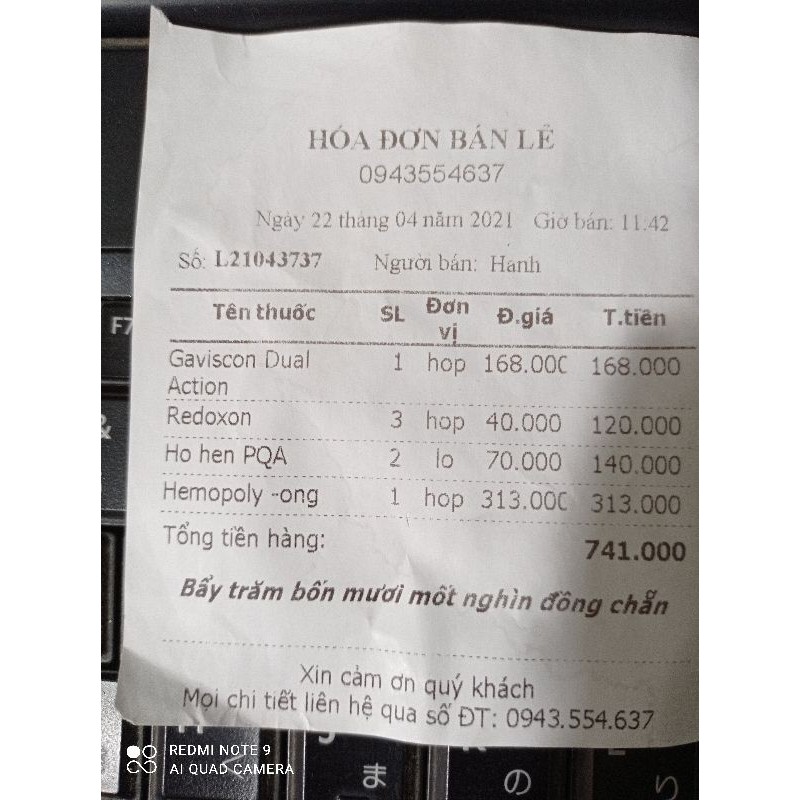 HÓA ĐƠN BÁN LẺ
0943554637
Ngày 22 tháng 04 năm 2021 Giờ bán: 11:42
Số: L21043737 Người bán: Hanh
Tên thuốc SL Đơn vị Đ.giá T.tiền
Gaviscon Dual Action 1 hop 168.000 168.000
Redoxon 3 hop 40.000 120.000
Ho hen PQA 2 lo 70.000 140.000
Hemopoly -ong 1 hop 313.000 313.000
Tổng tiền hàng: 741.000
Bẩy trăm bốn mươi mốt nghìn đồng chẵn
Xin cảm ơn quý khách
Mọi chi tiết liên hệ qua số ĐT: 0943.554.637
REDMI NOTE 9
AI QUAD CAMERA
F7
&
ま
の
り